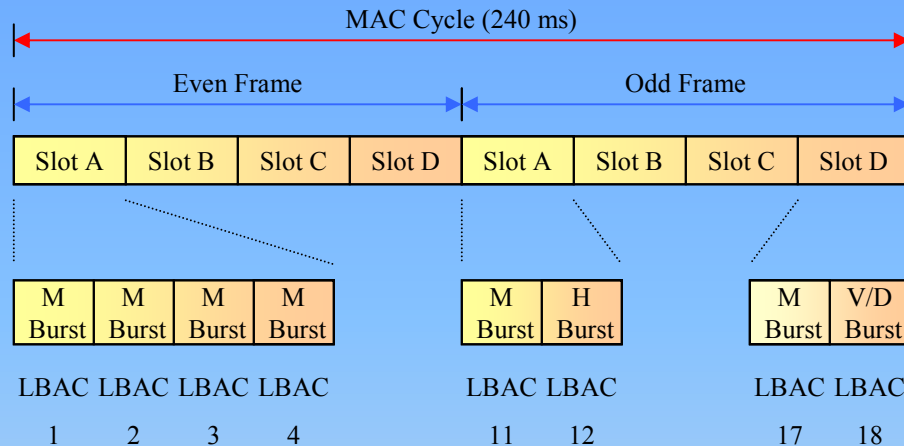 MAC Cycle (240 ms)
Even Frame Odd Frame
Slot A Slot B Slot C Slot D Slot A Slot B Slot C Slot D
M M M M M H M V/D
Burst Burst Burst Burst Burst Burst Burst Burst
LBAC LBAC LBAC LBAC LBAC LBAC LBAC LBAC
1 2 3 4 11 12 17 18